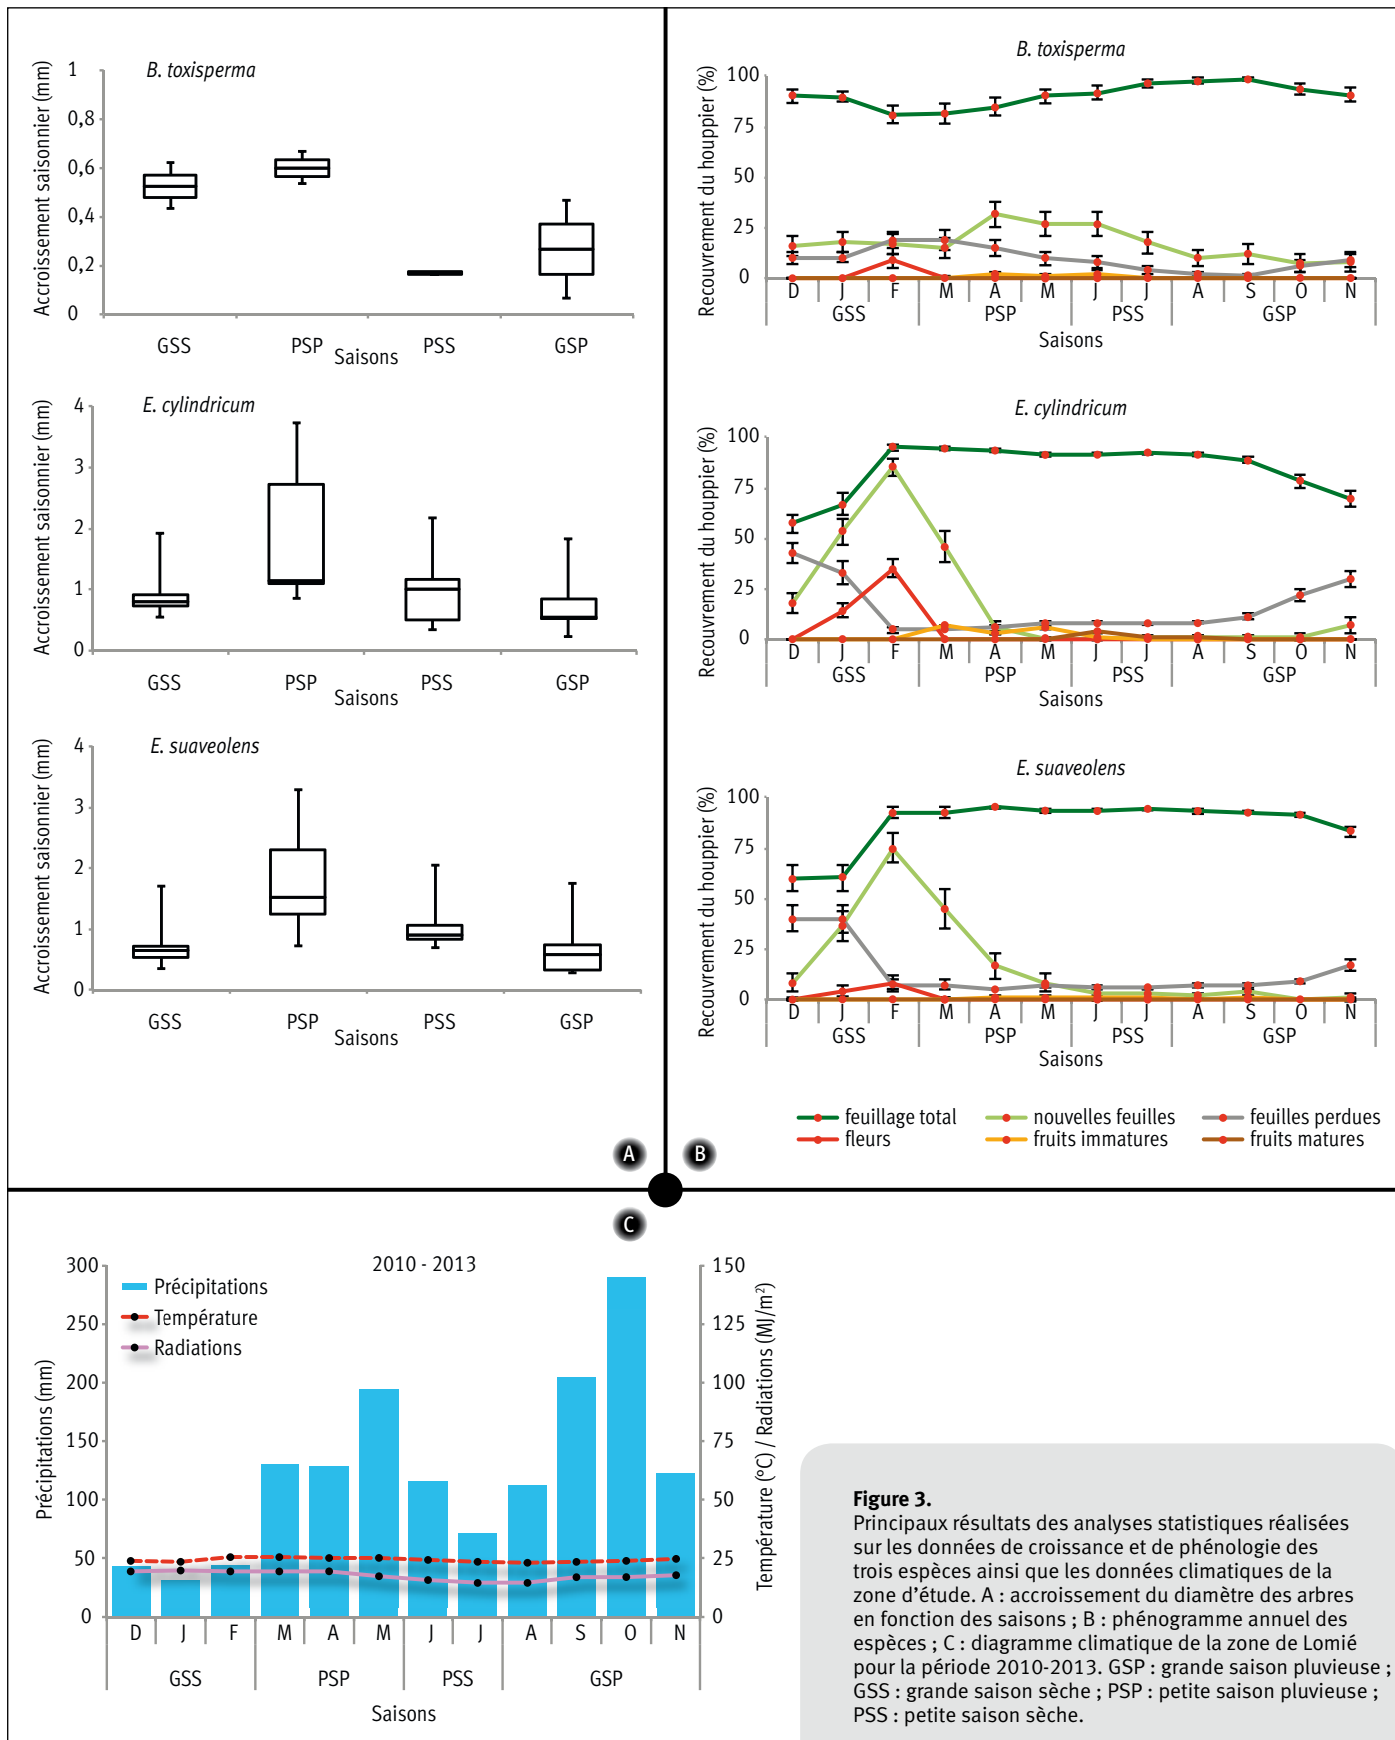 B. toxisperma
Accroissement saisonnier (mm)
1
0,8
0,6
0,4
0,2
0
GSS PSP PSS GSP
Saisons
E. cylindricum
Accroissement saisonnier (mm)
4
3
2
1
0
GSS PSP PSS GSP
Saisons
E. suaveolens
Accroissement saisonnier (mm)
4
3
2
1
0
GSS PSP PSS GSP
Saisons
A
B. toxisperma
Recouvrement du houppier (%)
100
75
50
25
0
D J F M A M J J A S O N
GSS PSP PSS GSP
Saisons
E. cylindricum
Recouvrement du houppier (%)
100
75
50
25
0
D J F M A M J J A S O N
GSS PSP PSS GSP
Saisons
E. suaveolens
Recouvrement du houppier (%)
100
75
50
25
0
D J F M A M J J A S O N
GSS PSP PSS GSP
Saisons
feuillage total nouvelles feuilles feuilles perdues
fleurs fruits immatures fruits matures
B
C
2010 - 2013
Précipitations
Température
Radiations
Précipitations (mm)
300
250
200
150
100
50
0
Température (°C) / Radiations (MJ/m²)
150
125
100
75
50
25
0
D J F M A M J J A S O N
GSS PSP PSS GSP
Saisons
Figure 3.
Principaux résultats des analyses statistiques réalisées
sur les données de croissance et de phénologie des
trois espèces ainsi que les données climatiques de la
zone d'étude. A : accroissement du diamètre des arbres
en fonction des saisons ; B : phénogramme annuel des
espèces ; C : diagramme climatique de la zone de Lomié
pour la période 2010-2013. GSP : grande saison pluvieuse ;
GSS : grande saison sèche ; PSP : petite saison pluvieuse ;
PSS : petite saison sèche.